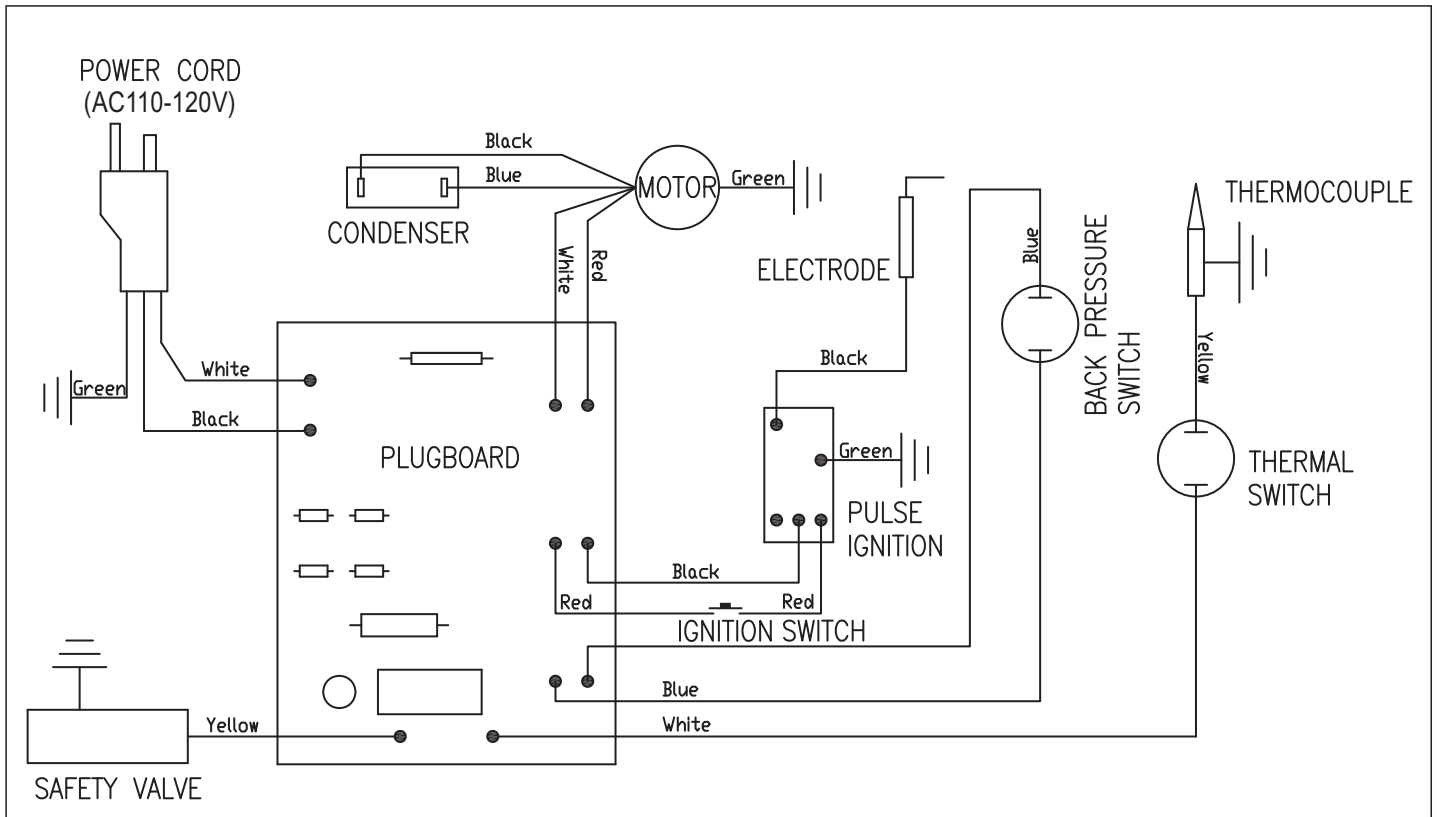 POWER CORD
(AC110-120V)
Black
Blue
CONDENSER
MOTOR
Green
White
Red
ELECTRODE
Blue
BACK PRESSURE
SWITCH
THERMOCOUPLE
Yellow
THERMAL
SWITCH
White
Green
Black
PLUGBOARD
Black
Green
PULSE
IGNITION
Black
Red
Red
IGNITION SWITCH
Blue
White
Yellow
SAFETY VALVE